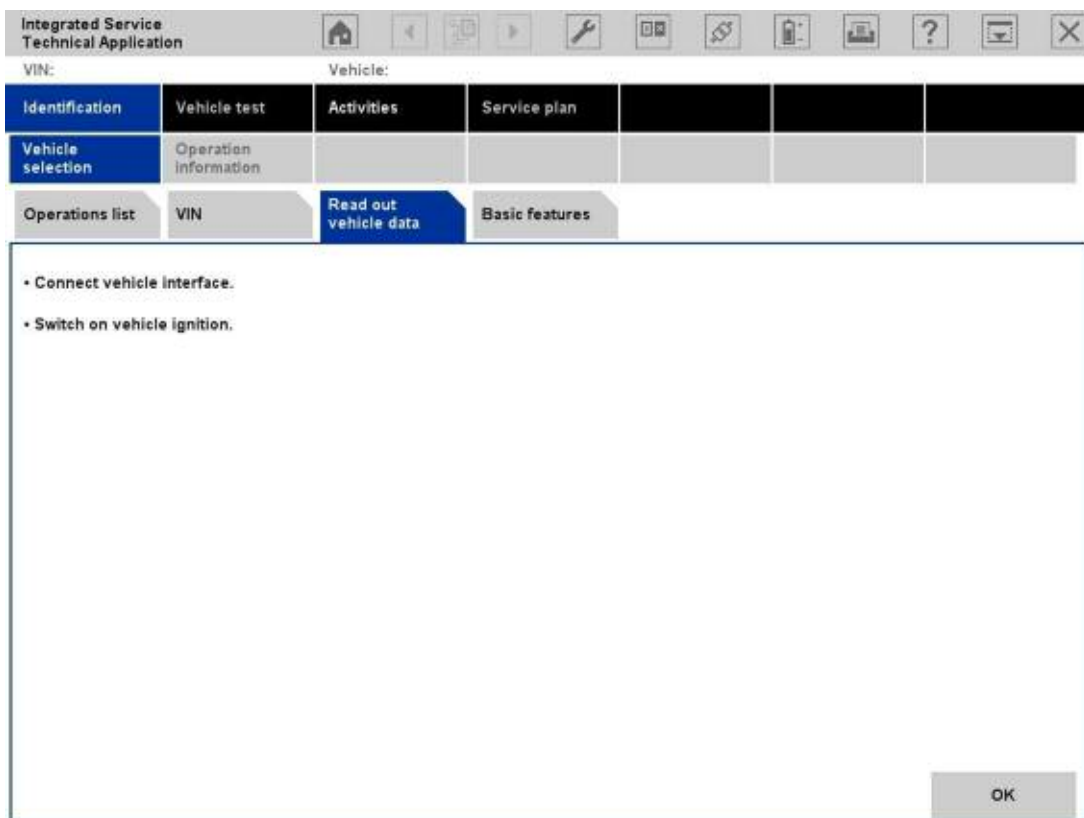 Integrated Service
Technical Application
VIN:
Vehicle:
Identification
Vehicle test
Activities
Service plan
Vehicle
selection
Operation
information
Operations list
VIN
Read out
vehicle data
Basic features
• Connect vehicle interface.
• Switch on vehicle ignition.
OK